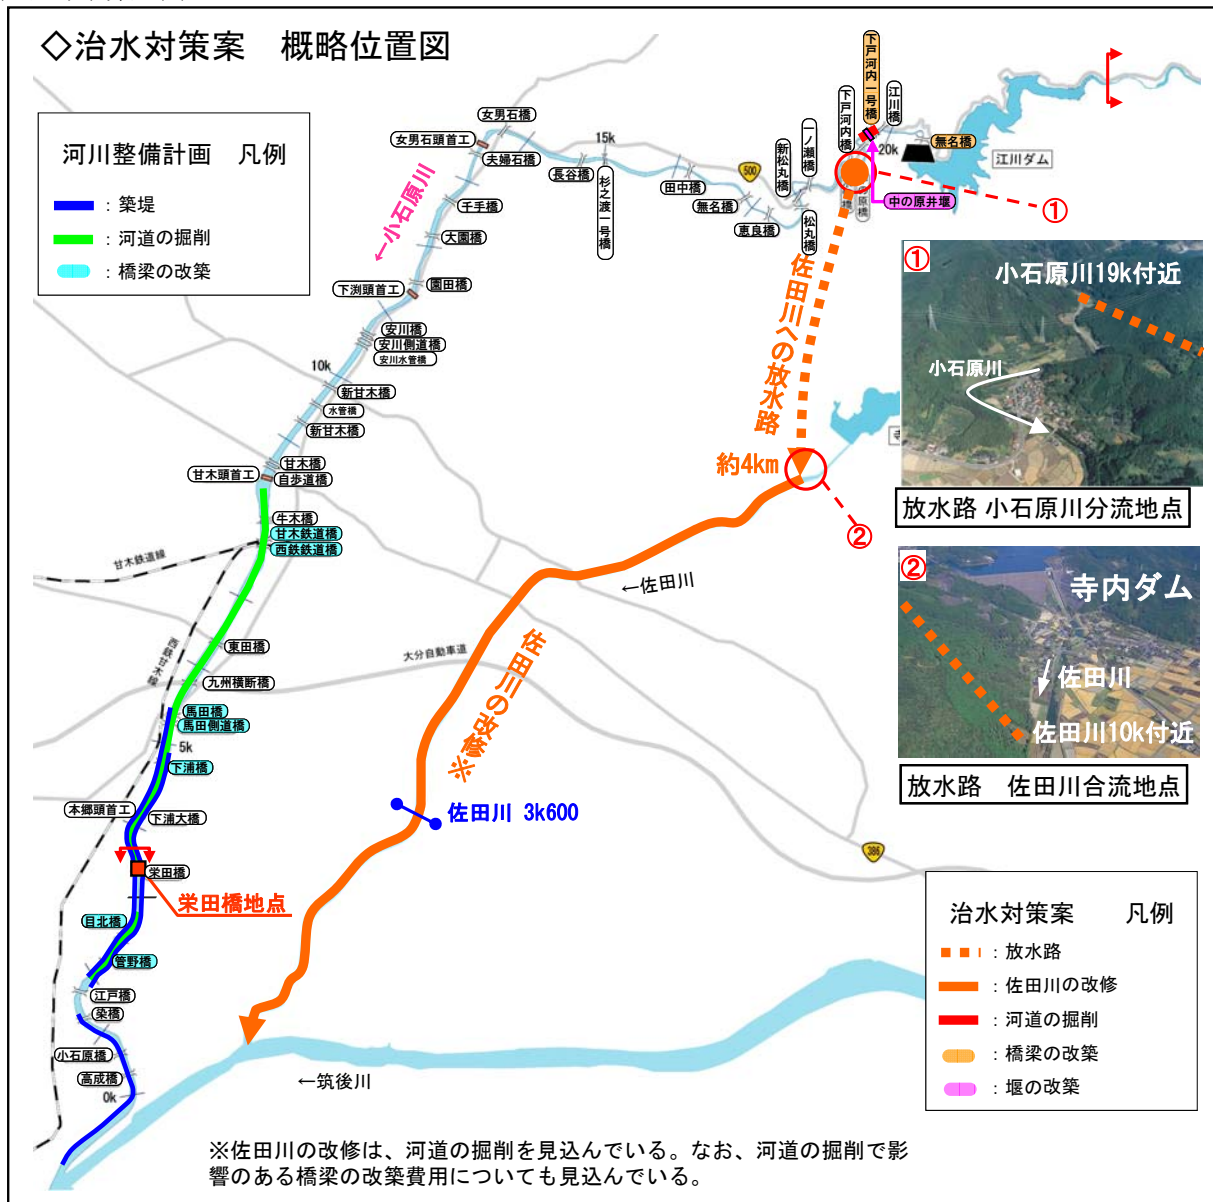 ◇治水対策案 概略位置図
河川整備計画 凡例
：築堤
：河道の掘削
：橋梁の改築
女男石橋
女男石頭首工
夫婦石橋
15k
長谷橋
杉之渡一号橋
500
田中橋
無名橋
恵良橋
新松丸橋
一ノ瀬橋
松丸橋
下戸河内橋
下戸河内一号橋
江川橋
20k
無名橋
江川ダム
中の原井堰
①
←小石原川
千手橋
大園橋
園田橋
下渕頭首工
安川橋
安川側道橋
安川水管橋
10k
新甘木橋
水管橋
新甘木橋
甘木橋
甘木頭首工
自歩道橋
牛木橋
甘木鉄道橋
西鉄鉄道橋
甘木鉄道線
西鉄甘木線
東田橋
九州横断橋
大分自動車道
馬田橋
馬田側道橋
5k
下浦橋
本郷頭首工
下浦大橋
栄田橋
栄田橋地点
目北橋
管野橋
江戸橋
染橋
小石原橋
高成橋
0k
佐田川への放水路
約4km
②
←佐田川
佐田川の改修※
佐田川 3k600
386
←筑後川
①
小石原川19k付近
小石原川
放水路 小石原川分流地点
②
寺内ダム
佐田川
佐田川10k付近
放水路 佐田川合流地点
治水対策案 凡例
：放水路
：佐田川の改修
：河道の掘削
：橋梁の改築
：堰の改築
※佐田川の改修は、河道の掘削を見込んでいる。なお、河道の掘削で影
響のある橋梁の改築費用についても見込んでいる。